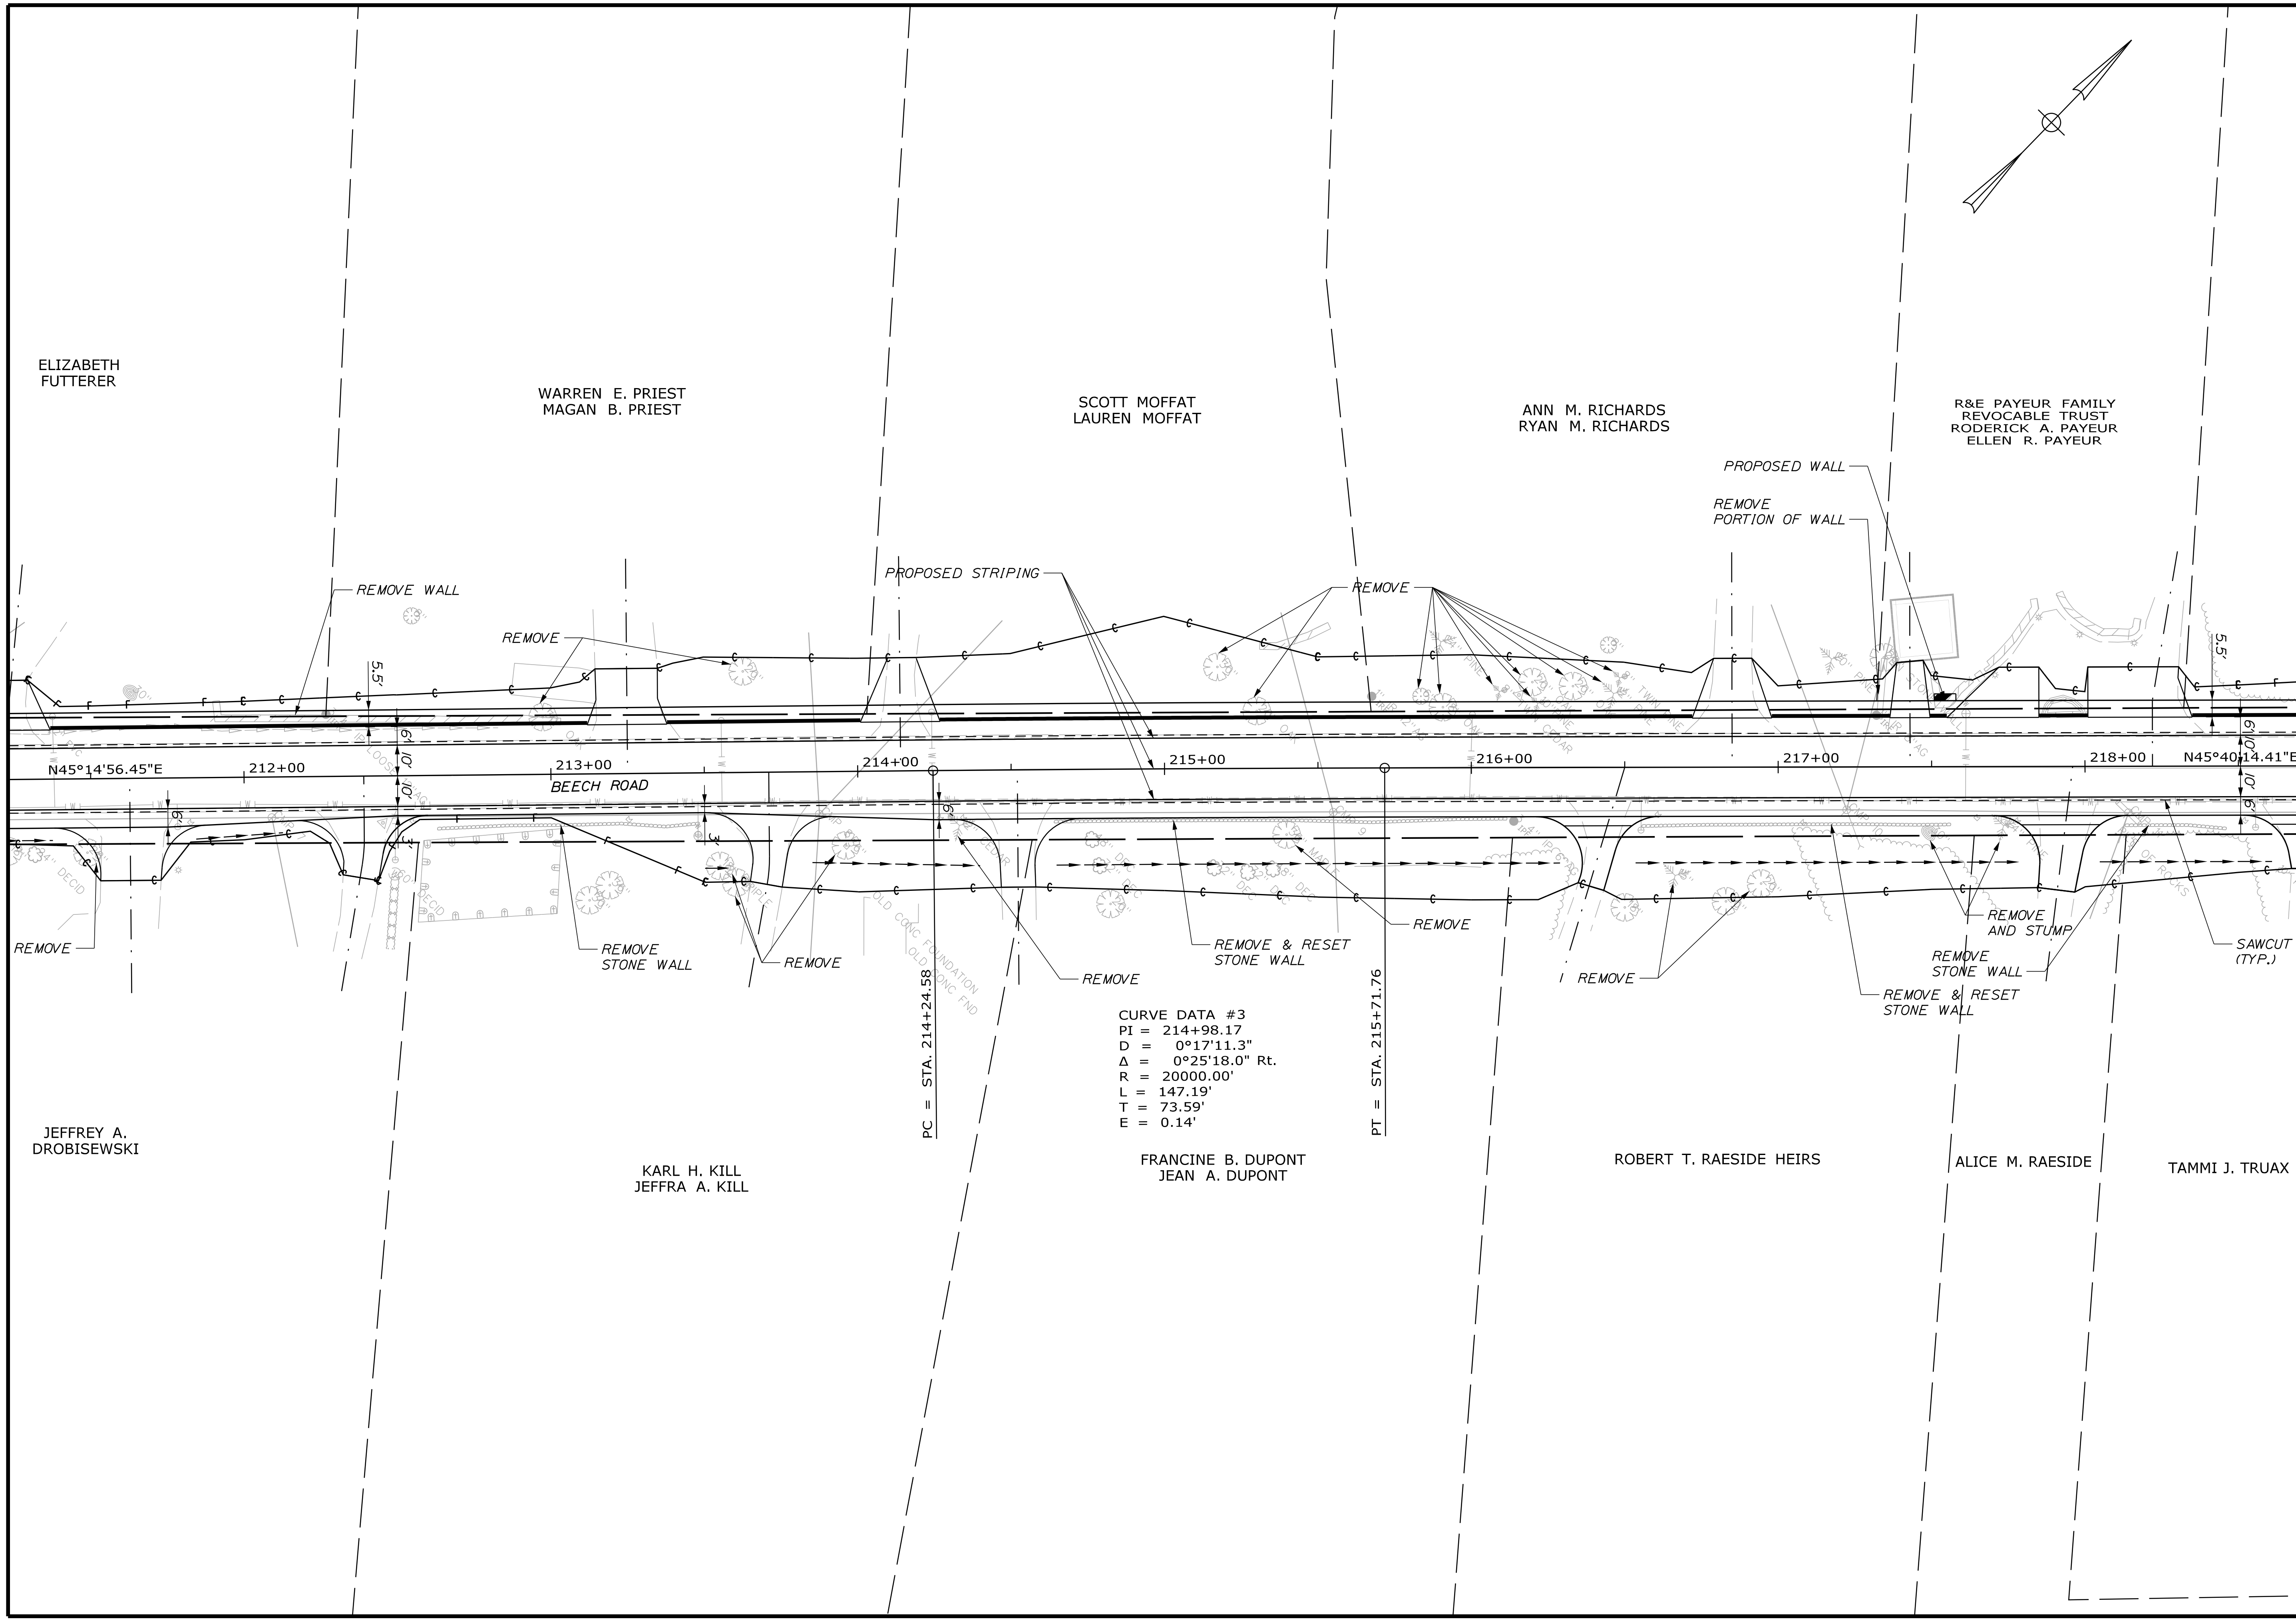 ELIZABETH
FUTTERER
WARREN E. PRIEST
MAGAN B. PRIEST
SCOTT MOFFAT
LAUREN MOFFAT
ANN M. RICHARDS
RYAN M. RICHARDS
R&E PAYEUR FAMILY
REVOCABLE TRUST
RODERICK A. PAYEUR
ELLEN R. PAYEUR
PROPOSED WALL
REMOVE
PORTION OF WALL
REMOVE WALL
PROPOSED STRIPING
REMOVE
REMOVE
5.5'
5.5'
6'
10'
10'
6'
10'
10'
6'
N45°14'56.45"E
212+00
213+00
214+00
215+00
216+00
217+00
218+00
N45°40'14.41"E
BEECH ROAD
6'
3'
3'
6'
REMOVE
REMOVE
STONE WALL
REMOVE
REMOVE
REMOVE & RESET
STONE WALL
REMOVE
REMOVE
REMOVE
AND STUMP
REMOVE
STONE WALL
REMOVE & RESET
STONE WALL
SAWCUT
(TYP.)
OLD CONC FOUNDATION
OLD CONC FND
PC = STA. 214+24.58
PT = STA. 215+71.76
CURVE DATA #3
PI = 214+98.17
D = 0°17'11.3"
Δ = 0°25'18.0" Rt.
R = 20000.00'
L = 147.19'
T = 73.59'
E = 0.14'
JEFFREY A.
DROBISEWSKI
KARL H. KILL
JEFFRA A. KILL
FRANCINE B. DUPONT
JEAN A. DUPONT
ROBERT T. RAESIDE HEIRS
ALICE M. RAESIDE
TAMMI J. TRUAX